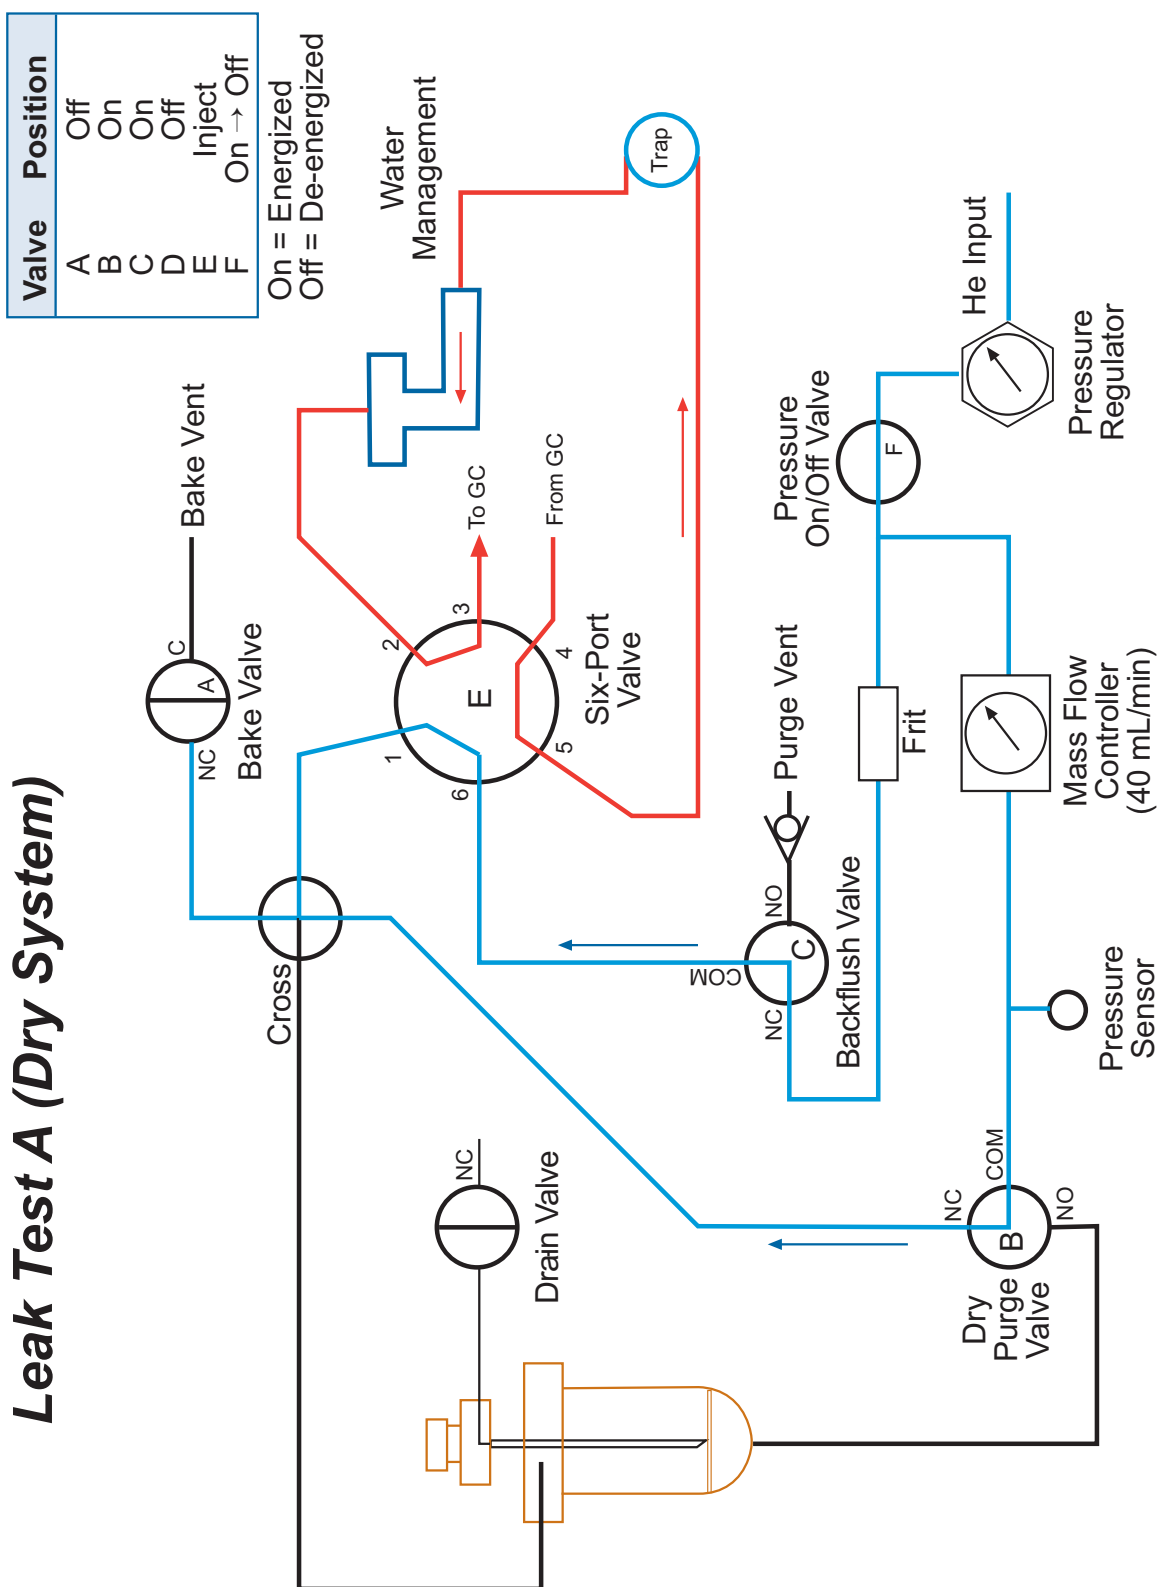 Leak Test A (Dry System)
Valve Position
A Off
B On
C On
D Off
E Inject
F On → Off
On = Energized
Off = De-energized
Bake Vent
C
A
NC
Bake Valve
Cross
Water
Management
Trap
To GC
From GC
1
2
3
4
5
6
E
Six-Port
Valve
NC
Drain Valve
Purge Vent
NO
C
COM
NC
Backflush Valve
Pressure
On/Off Valve
F
He Input
Pressure
Regulator
Frit
Mass Flow
Controller
(40 mL/min)
Pressure
Sensor
NC
COM
NO
B
Dry
Purge
Valve